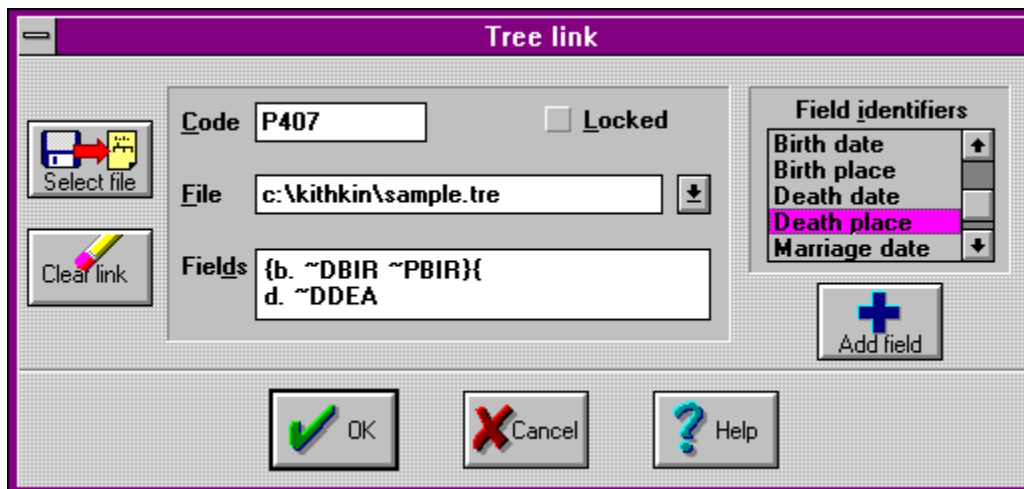 Tree link
Select file
Clear link
Code P407
Locked
File c:\kithkin\sample.tre
Fields {b. ~DBIR ~PBIR}{
d. ~DDEA
Field identifiers
Birth date
Birth place
Death date
Death place
Marriage date
Add field
OK
Cancel
Help